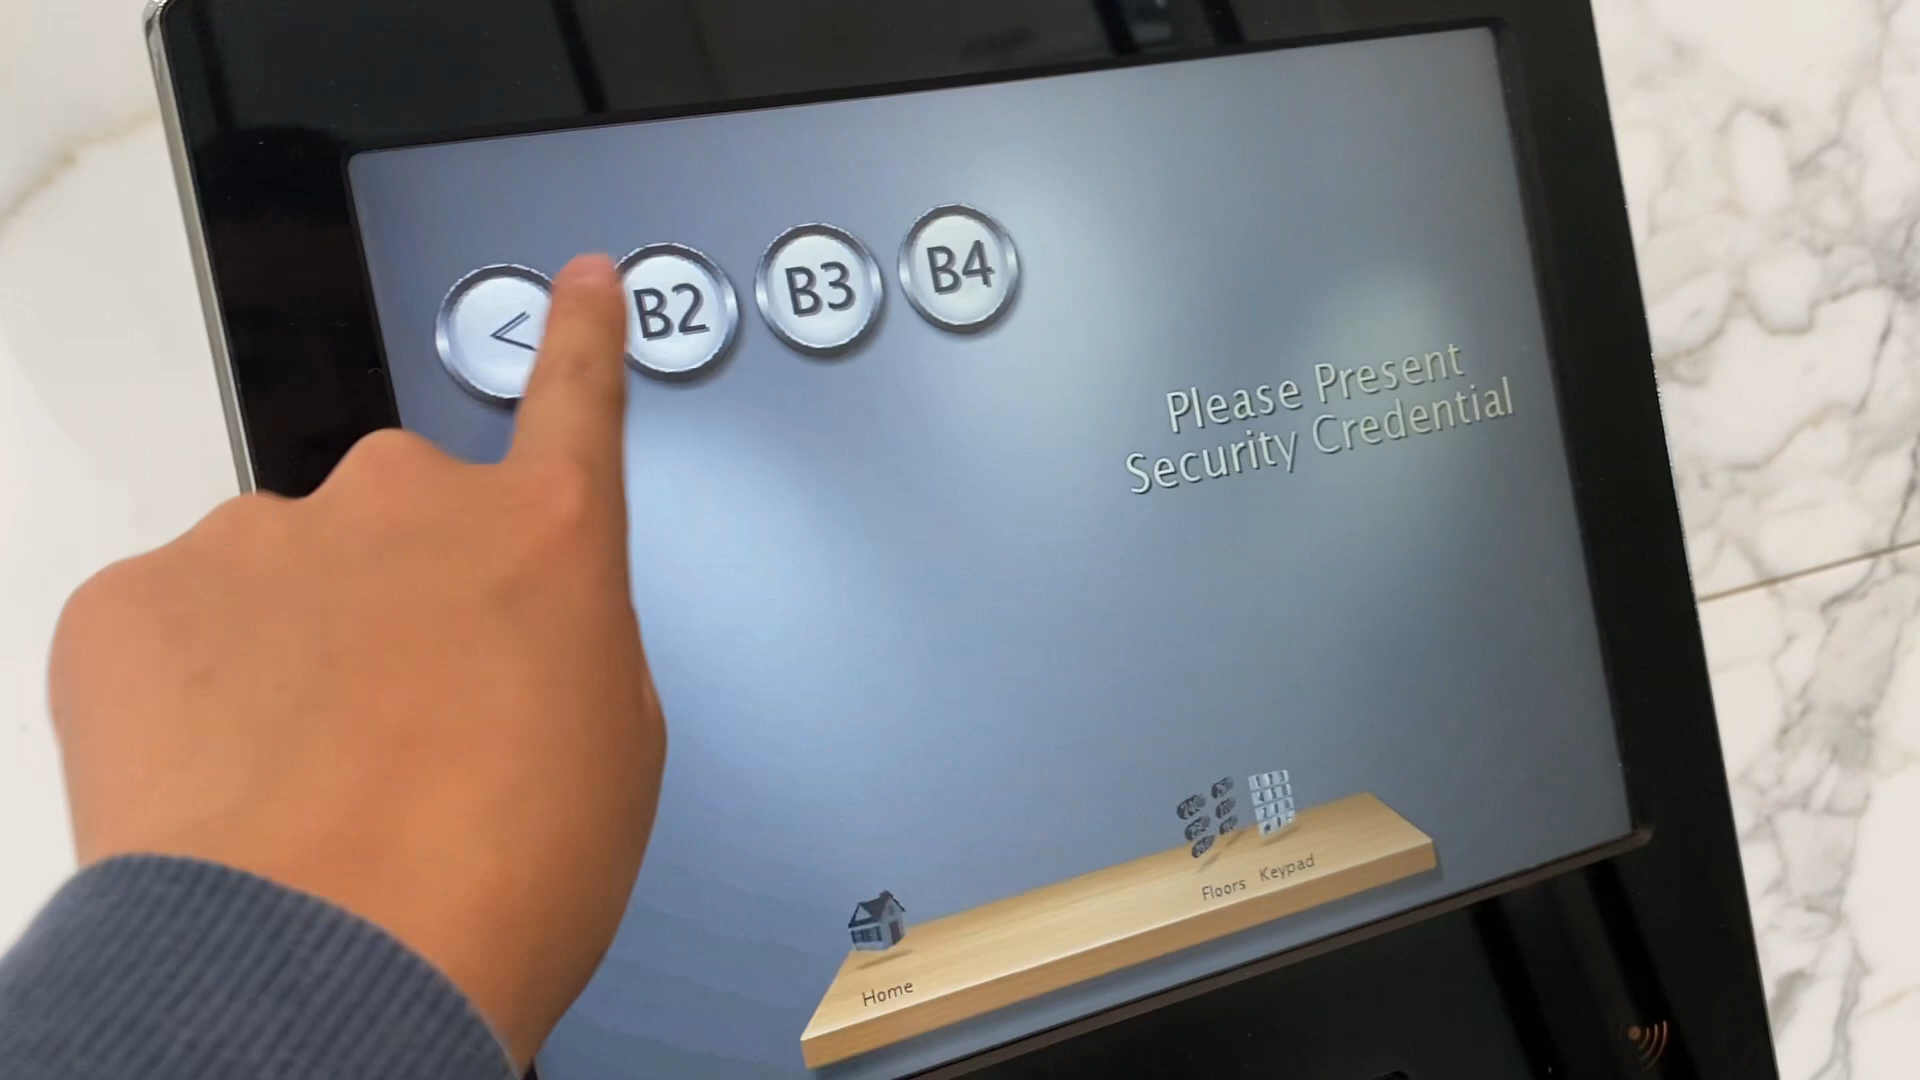 < B2 B3 B4
Please Present
Security Credential
Floors Keypad
Home